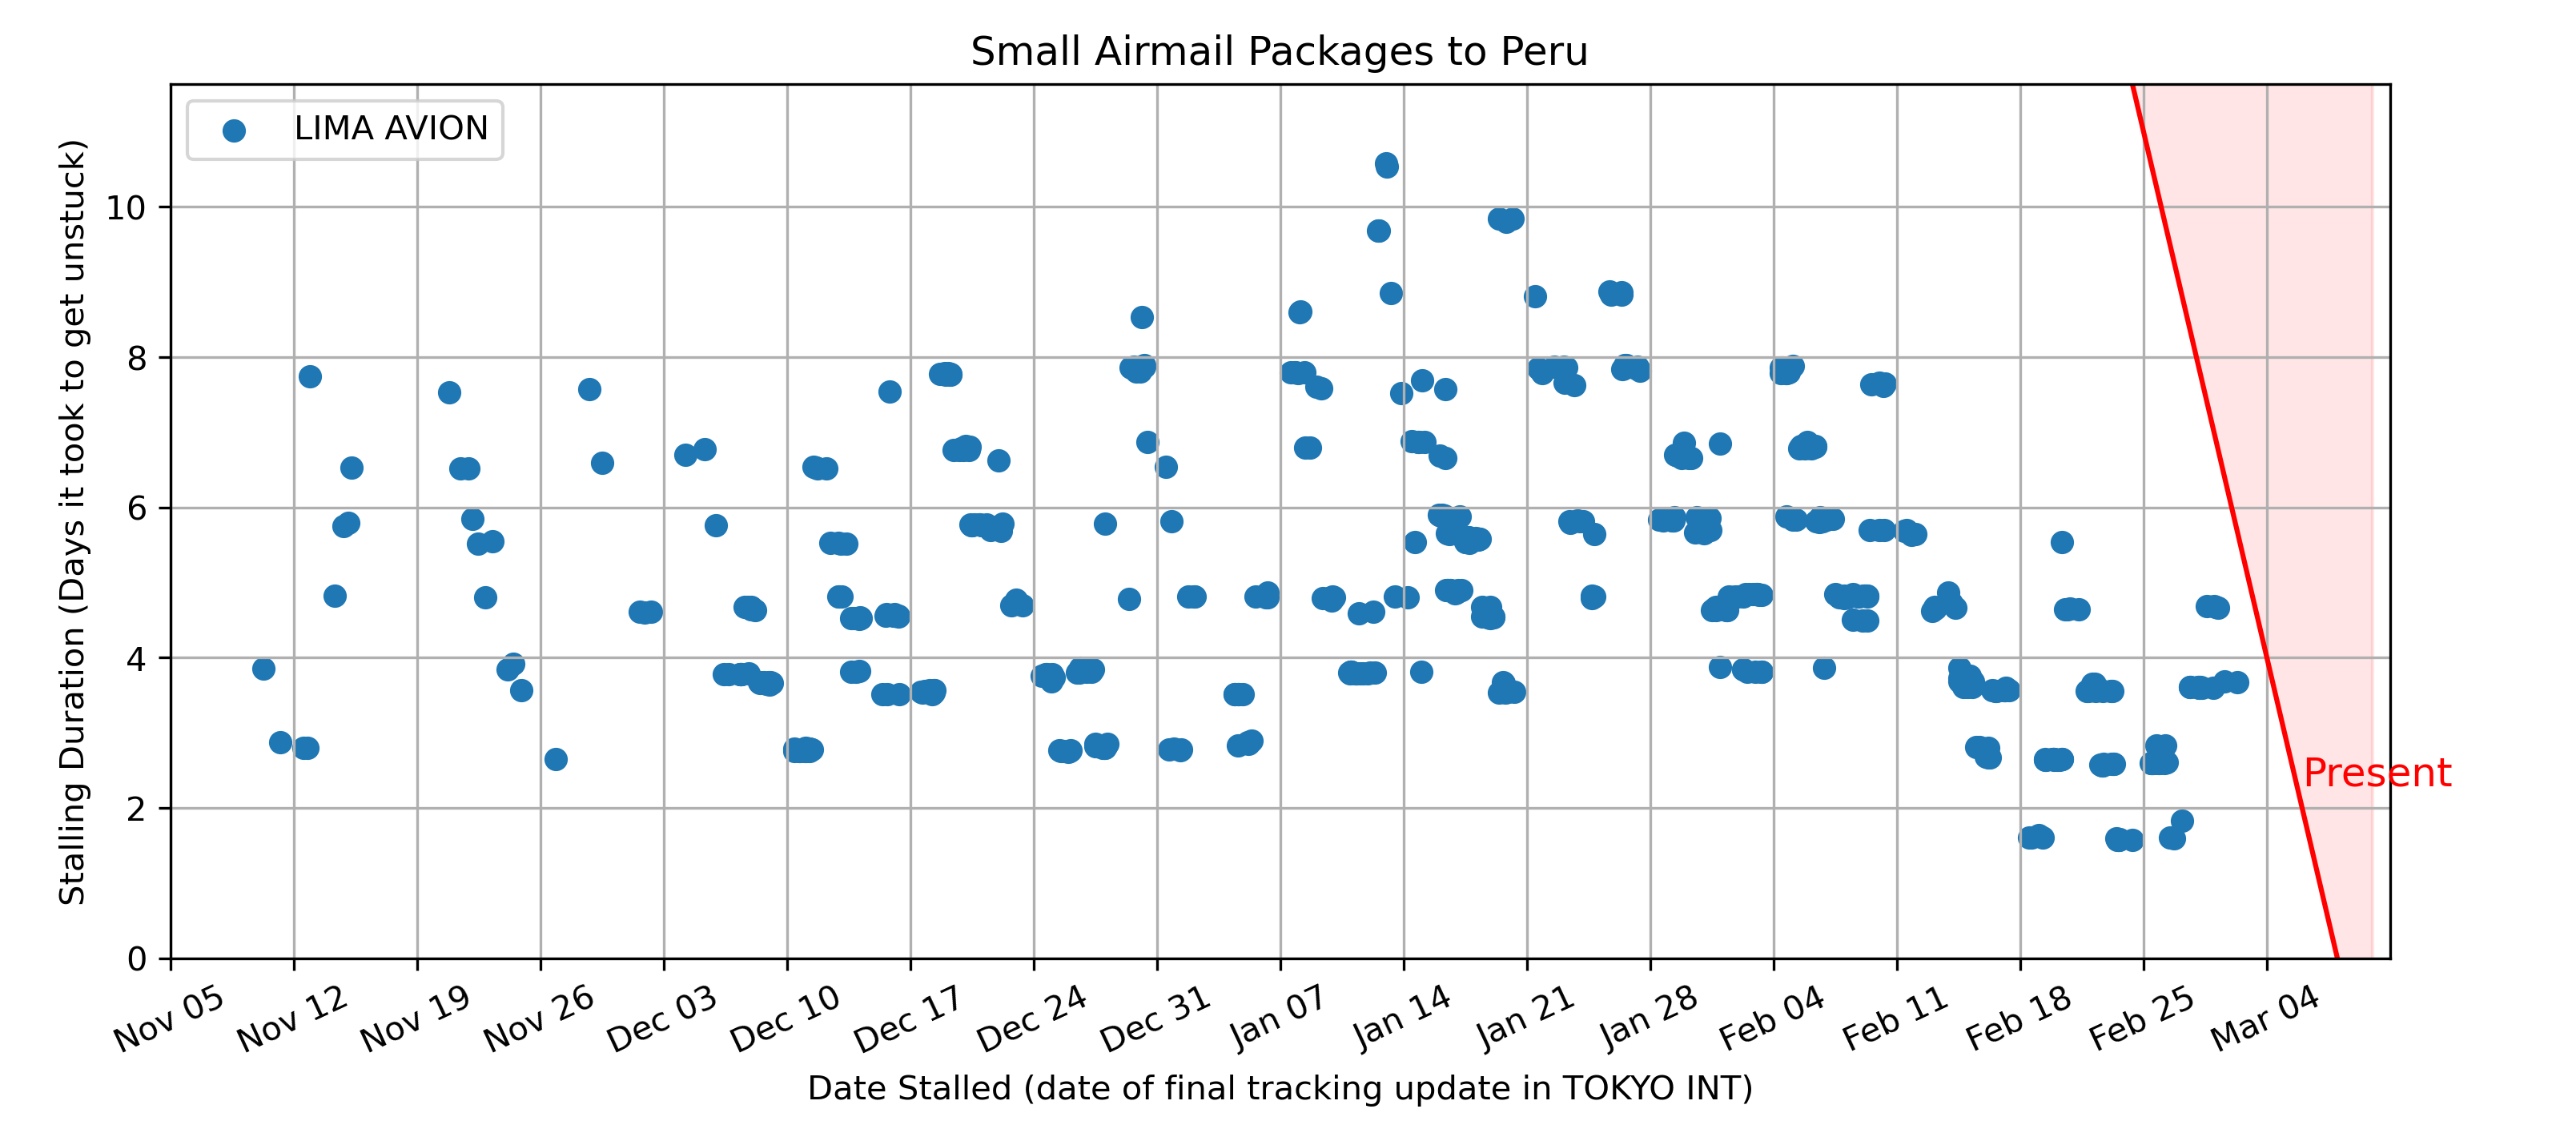 Small Airmail Packages to Peru
LIMA AVION
Stalling Duration (Days it took to get unstuck)
10
8
6
4
2
0
Present
Nov 05
Nov 12
Nov 19
Nov 26
Dec 03
Dec 10
Dec 17
Dec 24
Dec 31
Jan 07
Jan 14
Jan 21
Jan 28
Feb 04
Feb 11
Feb 18
Feb 25
Mar 04
Date Stalled (date of final tracking update in TOKYO INT)